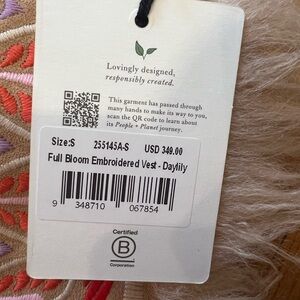 Lovingly designed,
responsibly created.
This garment has passed through
many hands to make its way to you,
scan the QR code to learn about
its People + Planet journey.
Size:S 255145A-S USD 349.00
Full Bloom Embroidered Vest - Daylily
9 348710 067854
Certified
B
Corporation